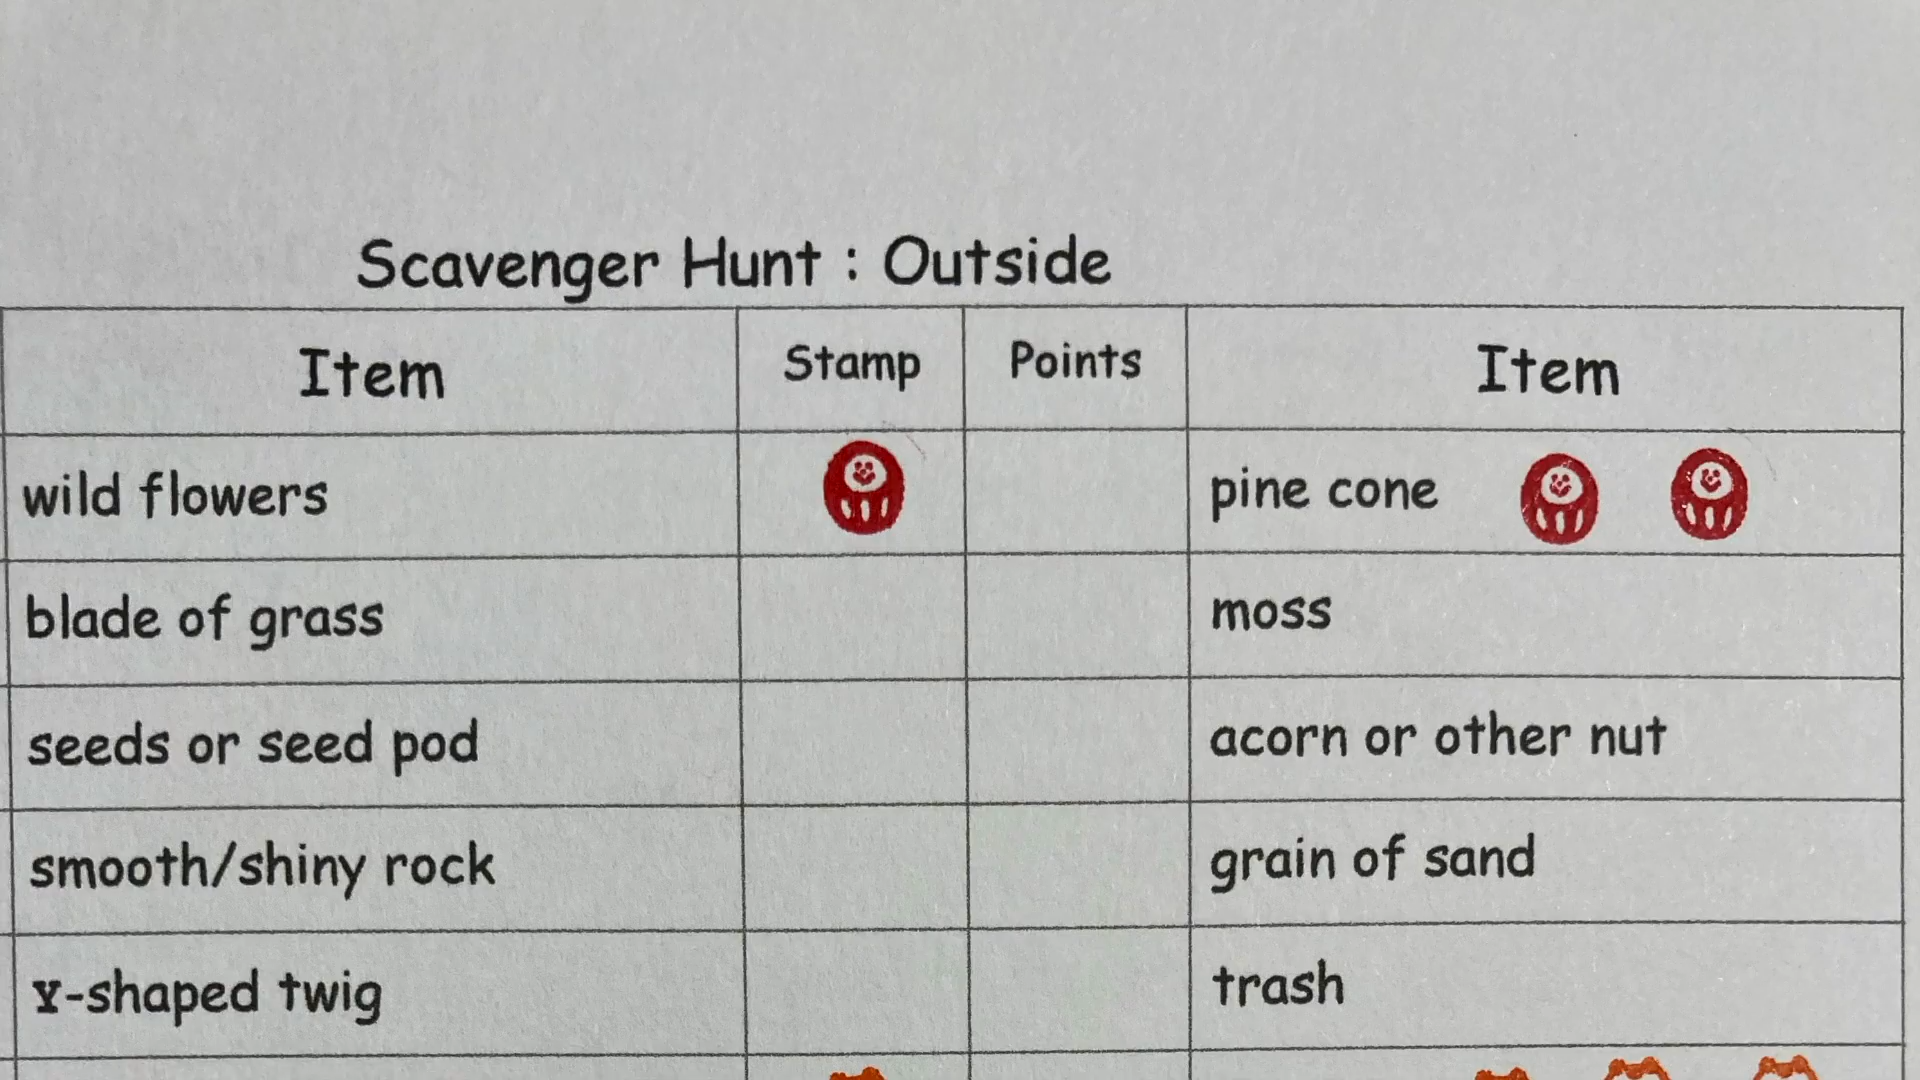 Scavenger Hunt : Outside
Item Stamp Points Item
wild flowers pine cone
blade of grass moss
seeds or seed pod acorn or other nut
smooth/shiny rock grain of sand
Y-shaped twig trash